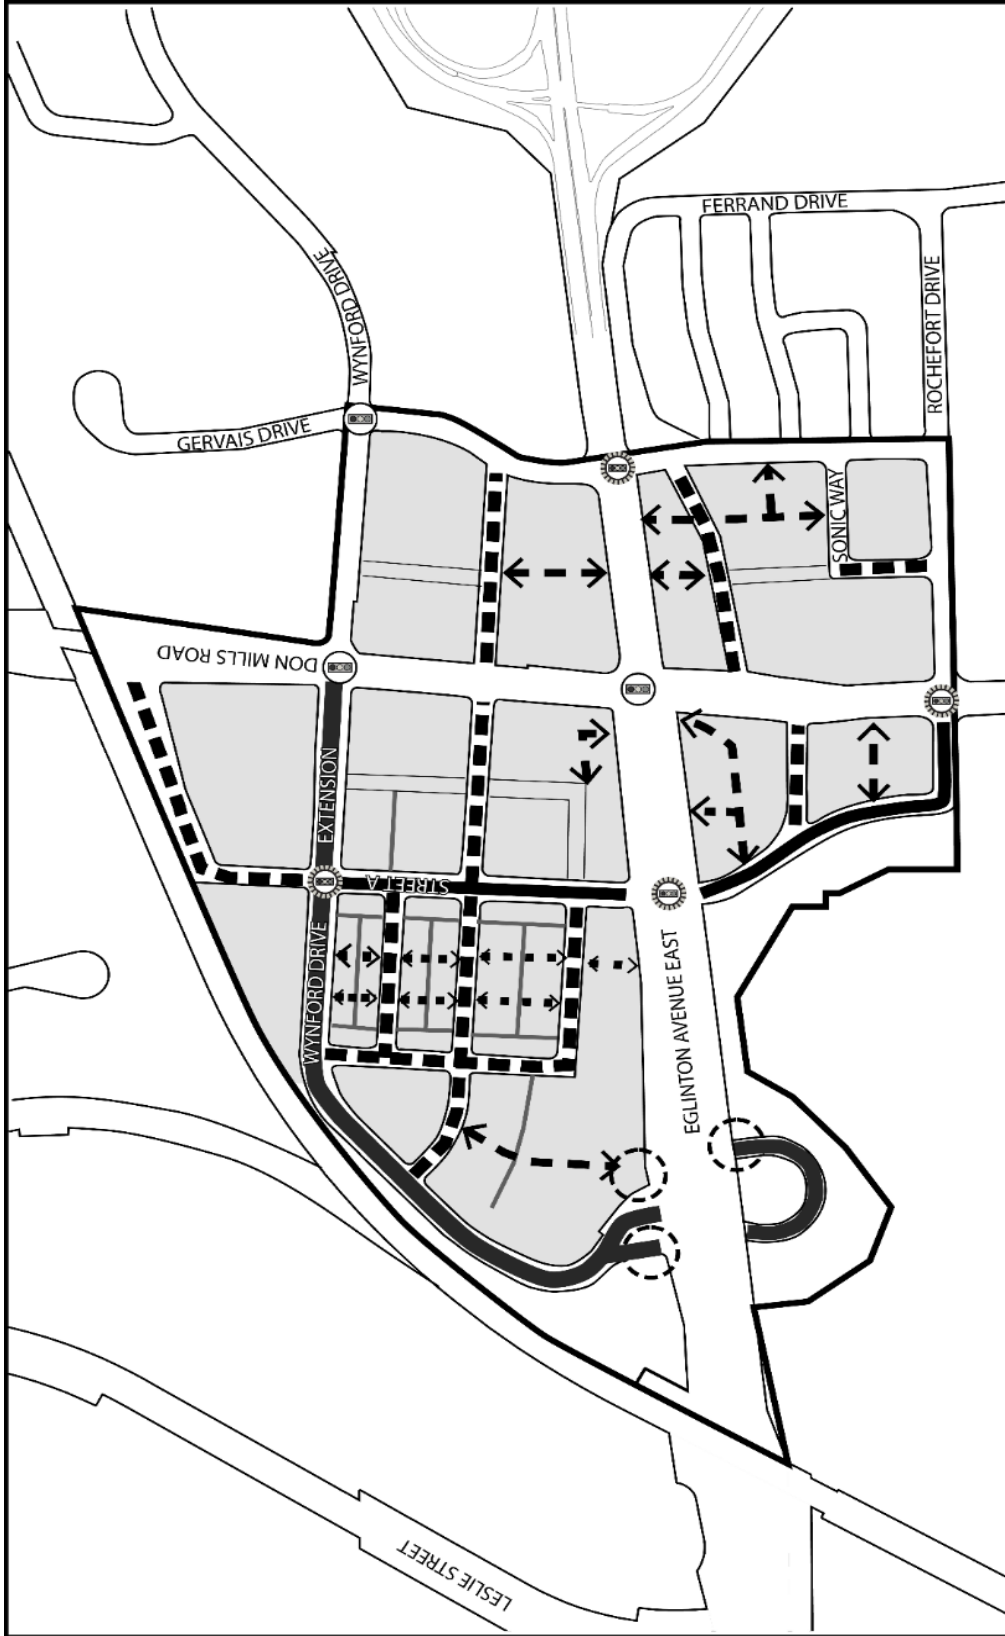 FERRAND DRIVE
ROCHEFORT DRIVE
WYNFORD DRIVE
GERVAIS DRIVE
SONIC WAY
DON MILLS ROAD
EXTENSION
STREET A
WYNFORD DRIVE
EGLINTON AVENUE EAST
LESLIE STREET